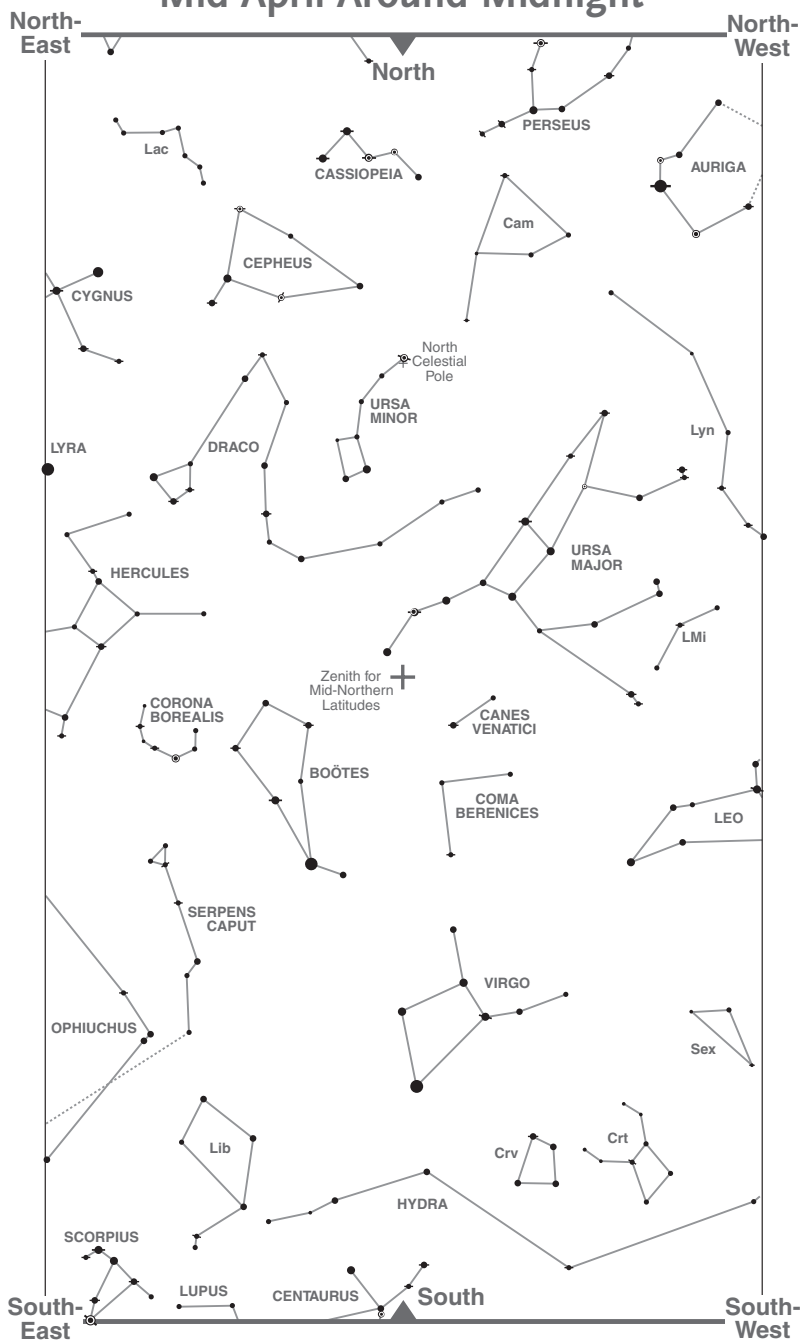 Mid April Around Midnight
North-
East
North
North-
West
PERSEUS
Lac
CASSIOPEIA
AURIGA
Cam
CEPHEUS
CYGNUS
North
Celestial
Pole
URSA
MINOR
Lyn
LYRA
DRACO
URSA
MAJOR
HERCULES
LMi
Zenith for
Mid-Northern
Latitudes
CORONA
BOREALIS
CANES
VENATICI
BOÖTES
COMA
BERENICES
LEO
SERPENS
CAPUT
VIRGO
OPHIUCHUS
Sex
Lib
Crv
Crt
HYDRA
SCORPIUS
LUPUS
CENTAURUS
South-
East
South
South-
West